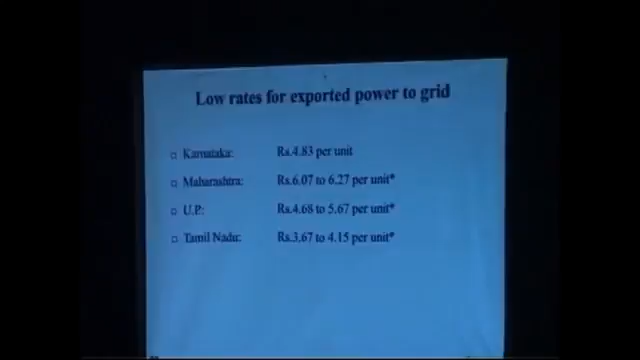 Low rates for exported power to grid
Karnataka: Rs.4.83 per unit
Maharashtra: Rs.6.07 to 6.27 per unit*
U.P.: Rs.4.68 to 5.67 per unit*
Tamil Nadu: Rs.3.67 to 4.15 per unit*